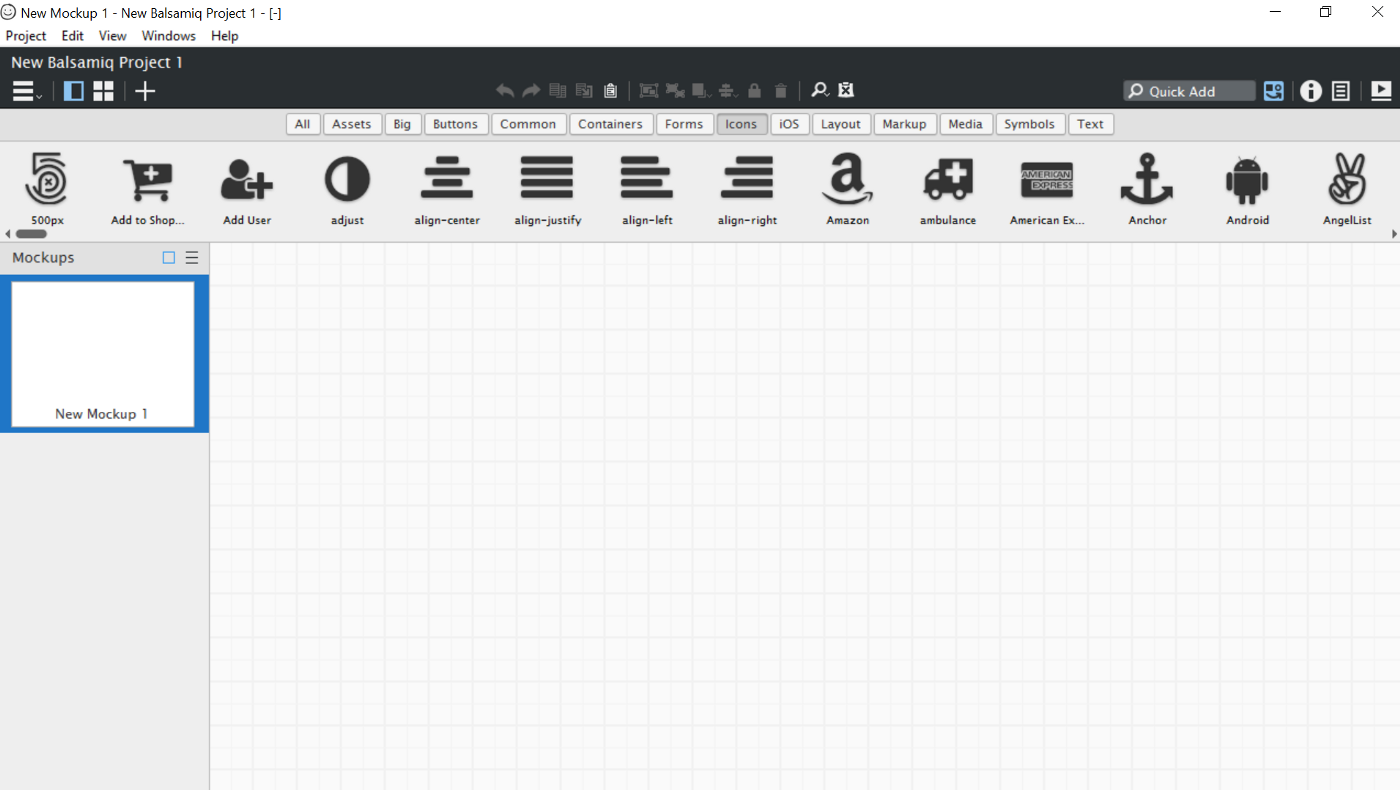 New Mockup 1 - New Balsamiq Project 1 - [-]
Project Edit View Windows Help
New Balsamiq Project 1
Quick Add
All Assets Big Buttons Common Containers Forms Icons iOS Layout Markup Media Symbols Text
AMERICAN
EXPRESS
500px Add to Shop... Add User adjust align-center align-justify align-left align-right Amazon ambulance American Ex... Anchor Android AngelList
Mockups
New Mockup 1